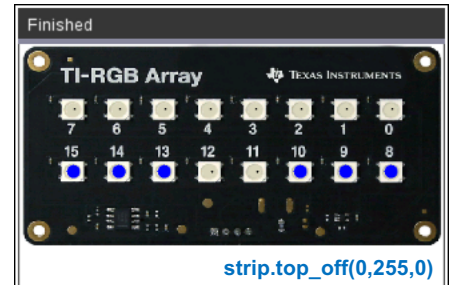 Finished
TI-RGB Array
TEXAS INSTRUMENTS
7 6 5 4 3 2 1 0
15 14 13 12 11 10 9 8
strip.top_off(0,255,0)